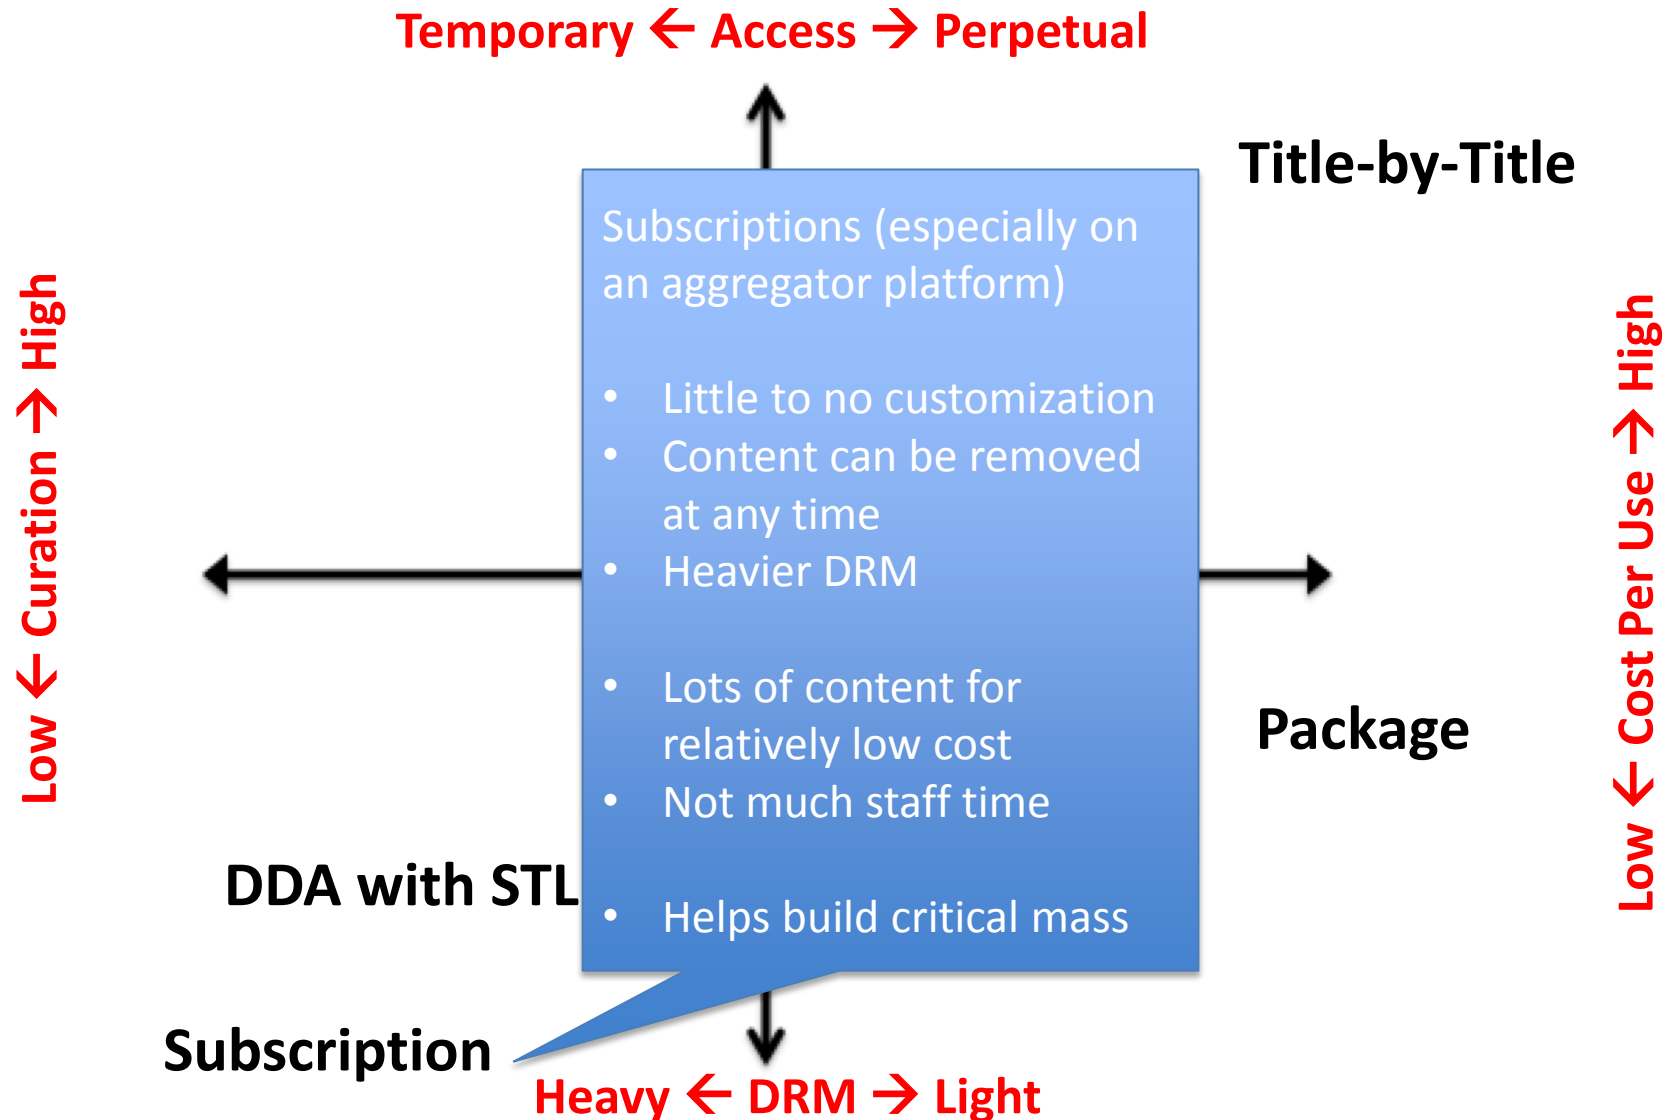 Temporary ← Access → Perpetual
Title-by-Title
Subscriptions (especially on
an aggregator platform)
• Little to no customization
• Content can be removed
at any time
• Heavier DRM
• Lots of content for
relatively low cost
• Not much staff time
• Helps build critical mass
Low ← Curation → High
Low ← Cost Per Use → High
Package
DDA with STL
Subscription
Heavy ← DRM → Light